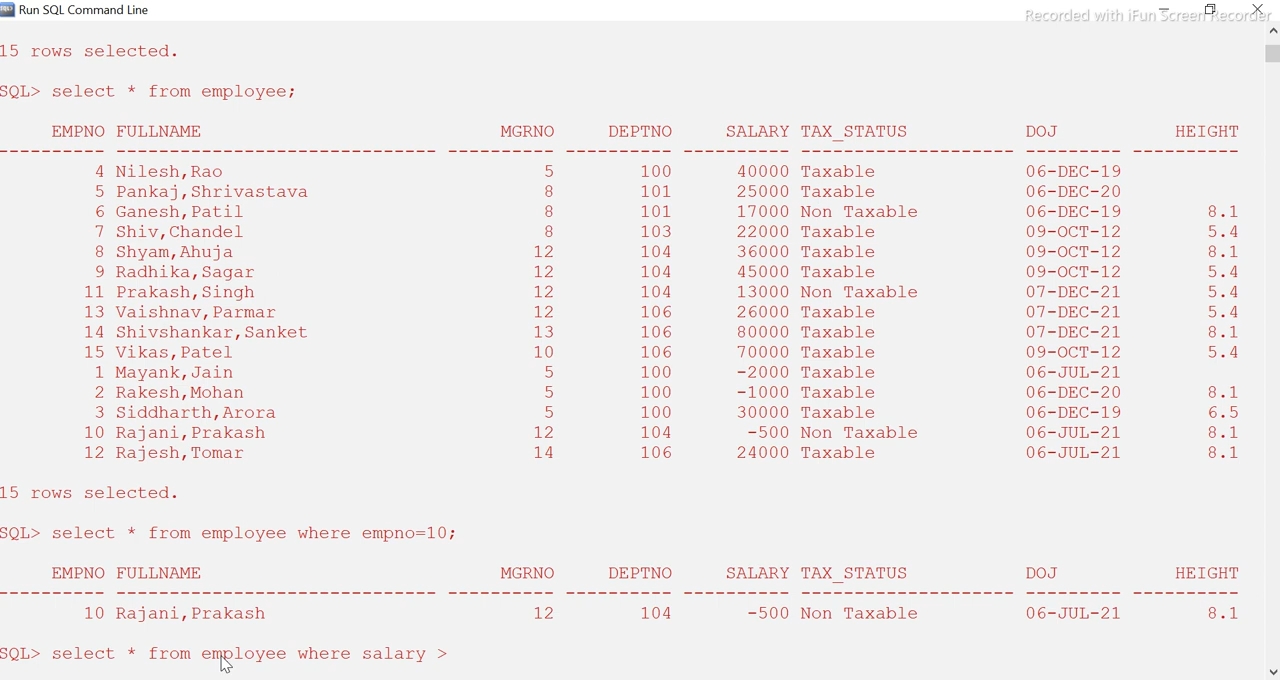 Run SQL Command Line
Recorded with iFun Screen Recorder
15 rows selected.
SQL> select * from employee;
EMPNO FULLNAME MGRNO DEPTNO SALARY TAX_STATUS DOJ HEIGHT
---------- ------------------------------ ---------- ---------- ---------- -------------------- --------- ----------
4 Nilesh,Rao 5 100 40000 Taxable 06-DEC-19
5 Pankaj,Shrivastava 8 101 25000 Taxable 06-DEC-20
6 Ganesh,Patil 8 101 17000 Non Taxable 06-DEC-19 8.1
7 Shiv,Chandel 8 103 22000 Taxable 09-OCT-12 5.4
8 Shyam,Ahuja 12 104 36000 Taxable 09-OCT-12 8.1
9 Radhika,Sagar 12 104 45000 Taxable 09-OCT-12 5.4
11 Prakash,Singh 12 104 13000 Non Taxable 07-DEC-21 5.4
13 Vaishnav,Parmar 12 106 26000 Taxable 07-DEC-21 5.4
14 Shivshankar,Sanket 13 106 80000 Taxable 07-DEC-21 8.1
15 Vikas,Patel 10 106 70000 Taxable 09-OCT-12 5.4
1 Mayank,Jain 5 100 -2000 Taxable 06-JUL-21
2 Rakesh,Mohan 5 100 -1000 Taxable 06-DEC-20 8.1
3 Siddharth,Arora 5 100 30000 Taxable 06-DEC-19 6.5
10 Rajani,Prakash 12 104 -500 Non Taxable 06-JUL-21 8.1
12 Rajesh,Tomar 14 106 24000 Taxable 06-JUL-21 8.1
15 rows selected.
SQL> select * from employee where empno=10;
EMPNO FULLNAME MGRNO DEPTNO SALARY TAX_STATUS DOJ HEIGHT
---------- ------------------------------ ---------- ---------- ---------- -------------------- --------- ----------
10 Rajani,Prakash 12 104 -500 Non Taxable 06-JUL-21 8.1
SQL> select * from employee where salary >